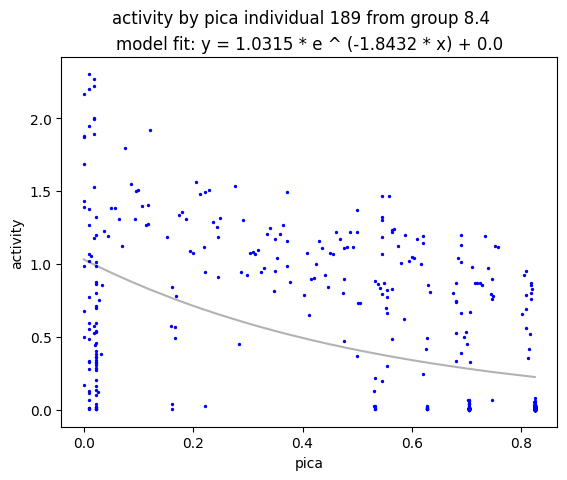 activity by pica individual 189 from group 8.4
model fit: y = 1.0315 * e ^ (-1.8432 * x) + 0.0
2.0
1.5
1.0
0.5
0.0
activity
0.0 0.2 0.4 0.6 0.8
pica